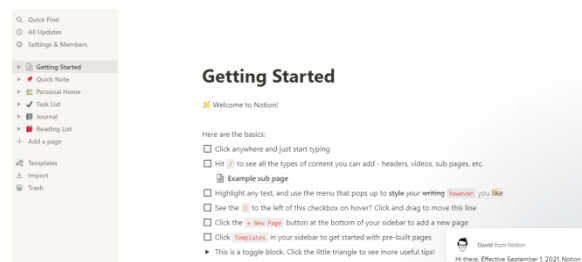 Quick Find
All Updates
Settings & Members
Getting Started
Quick Note
Personal Home
Task List
Journal
Reading List
Add a page
Templates
Import
Trash
Getting Started
Welcome to Notion!
Here are the basics:
Click anywhere and just start typing
Hit / to see all the types of content you can add - headers, videos, sub pages, etc.
Example sub page
Highlight any text, and use the menu that pops up to style your writing however you like
See the to the left of this checkbox on hover? Click and drag to move this line
Click the + New Page button at the bottom of your sidebar to add a new page
Click Templates in your sidebar to get started with pre-built pages
This is a toggle block. Click the little triangle to see more useful tips!
David from Notion
Hi there, Effective September 1, 2021, Notion